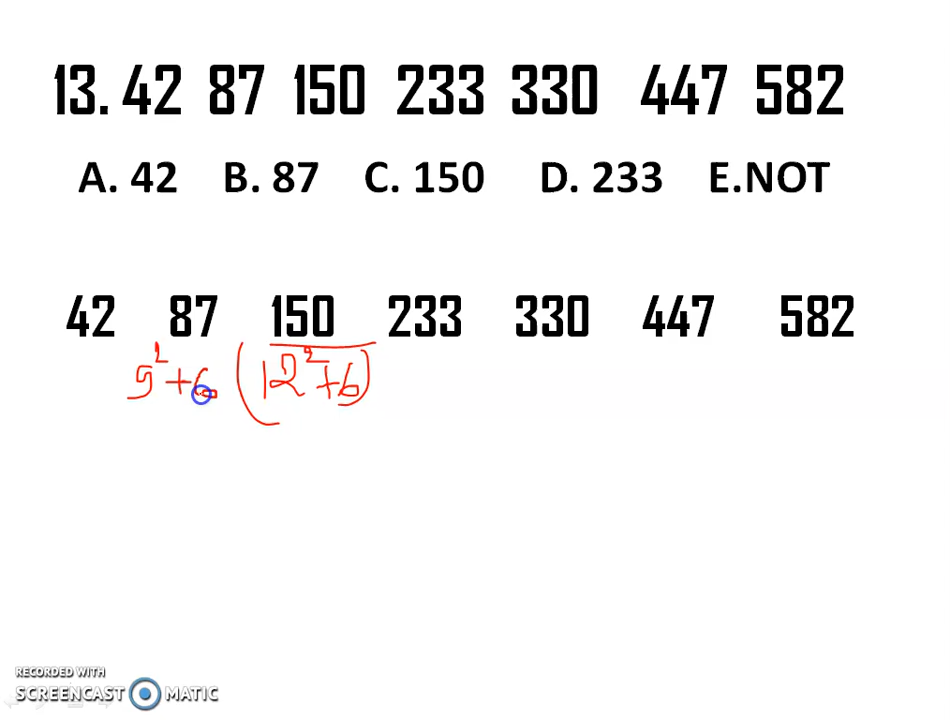 13. 42 87 150 233 330 447 582
A. 42 B. 87 C. 150 D. 233 E.NOT
42 87 150 233 330 447 582
9² + 6 (12² + 6)
RECORDED WITH
SCREENCAST MATIC